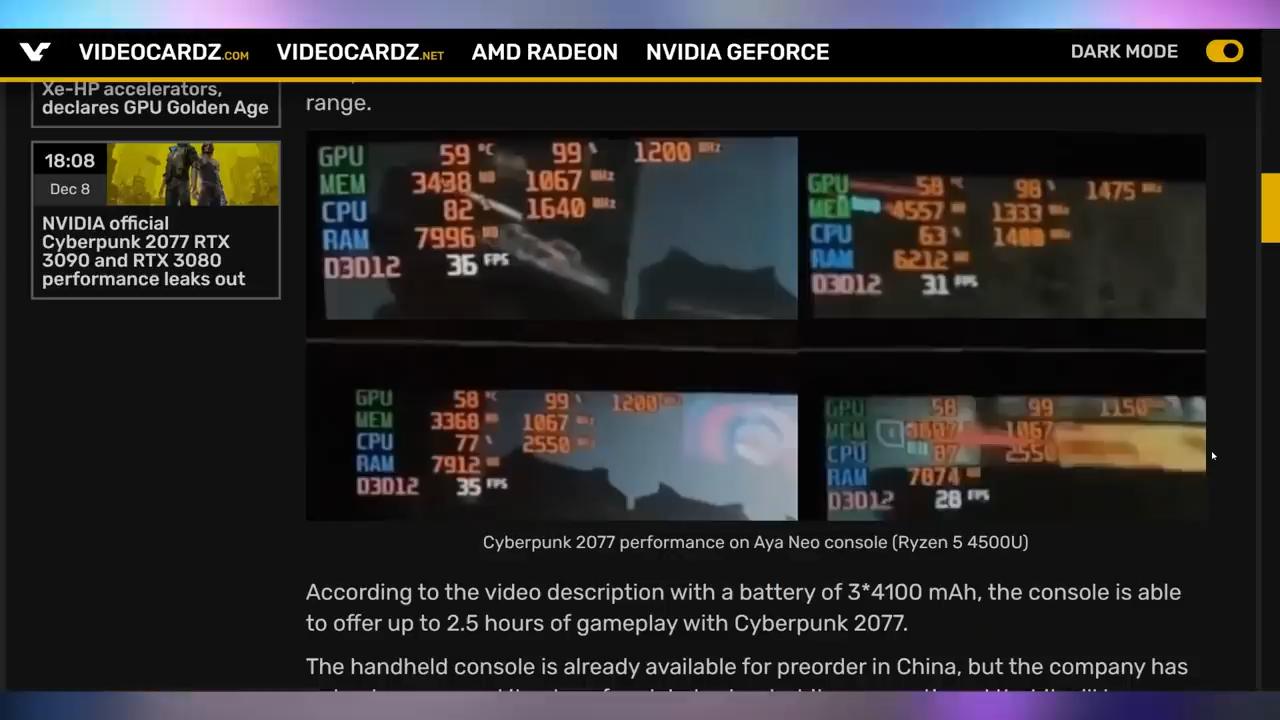 VIDEOCARDZ.COM VIDEOCARDZ.NET AMD RADEON NVIDIA GEFORCE DARK MODE
Xe-HP accelerators,
declares GPU Golden Age
18:08
Dec 8
NVIDIA official
Cyberpunk 2077 RTX
3090 and RTX 3080
performance leaks out
range.
GPU 59 °C 99 % 1200 MHz
MEM 3438 MB 1067 MHz
CPU 82 % 1640 MHz
RAM 7996 MB
D3D12 36 FPS
GPU 58 °C 98 % 1475 MHz
MEM 4557 MB 1333 MHz
CPU 63 % 1400 MHz
RAM 6212 MB
D3D12 31 FPS
GPU 58 °C 99 % 1200 MHz
MEM 3368 MB 1067 MHz
CPU 77 % 2550 MHz
RAM 7912 MB
D3D12 35 FPS
GPU 58 99 1150
MEM 1067
CPU 87 2550
RAM 7874
D3D12 28 FPS
Cyberpunk 2077 performance on Aya Neo console (Ryzen 5 4500U)
According to the video description with a battery of 3*4100 mAh, the console is able
to offer up to 2.5 hours of gameplay with Cyberpunk 2077.
The handheld console is already available for preorder in China, but the company has